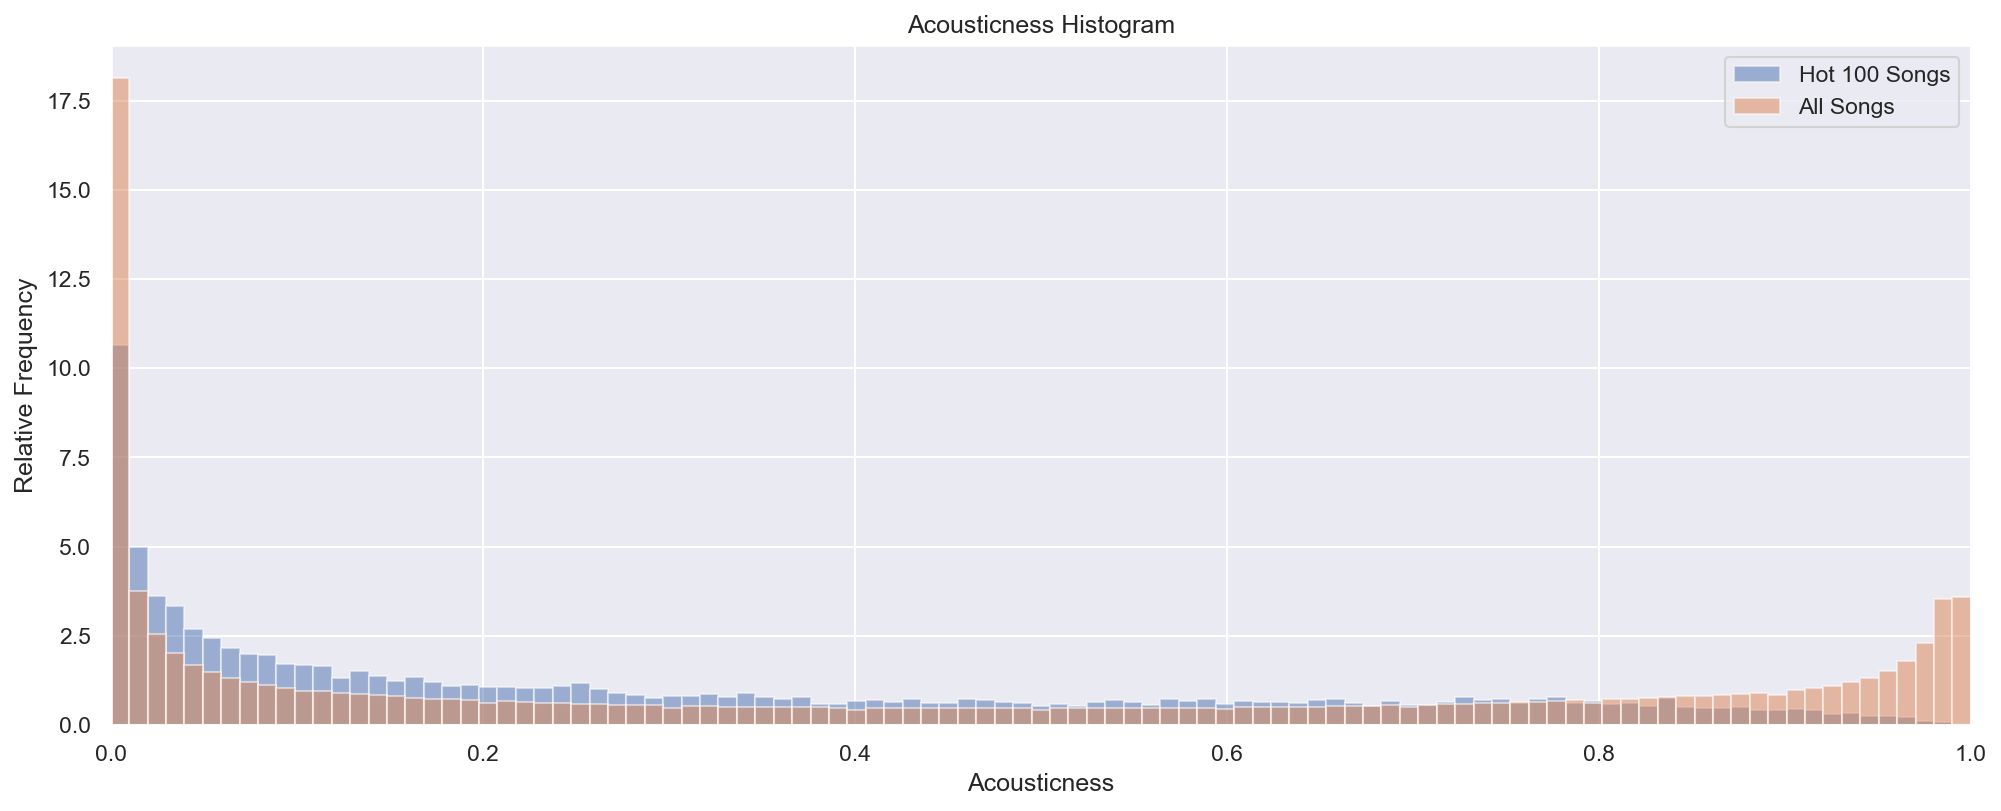 Acousticness Histogram
Hot 100 Songs
All Songs
Relative Frequency
17.5
15.0
12.5
10.0
7.5
5.0
2.5
0.0
0.0 0.2 0.4 0.6 0.8 1.0
Acousticness